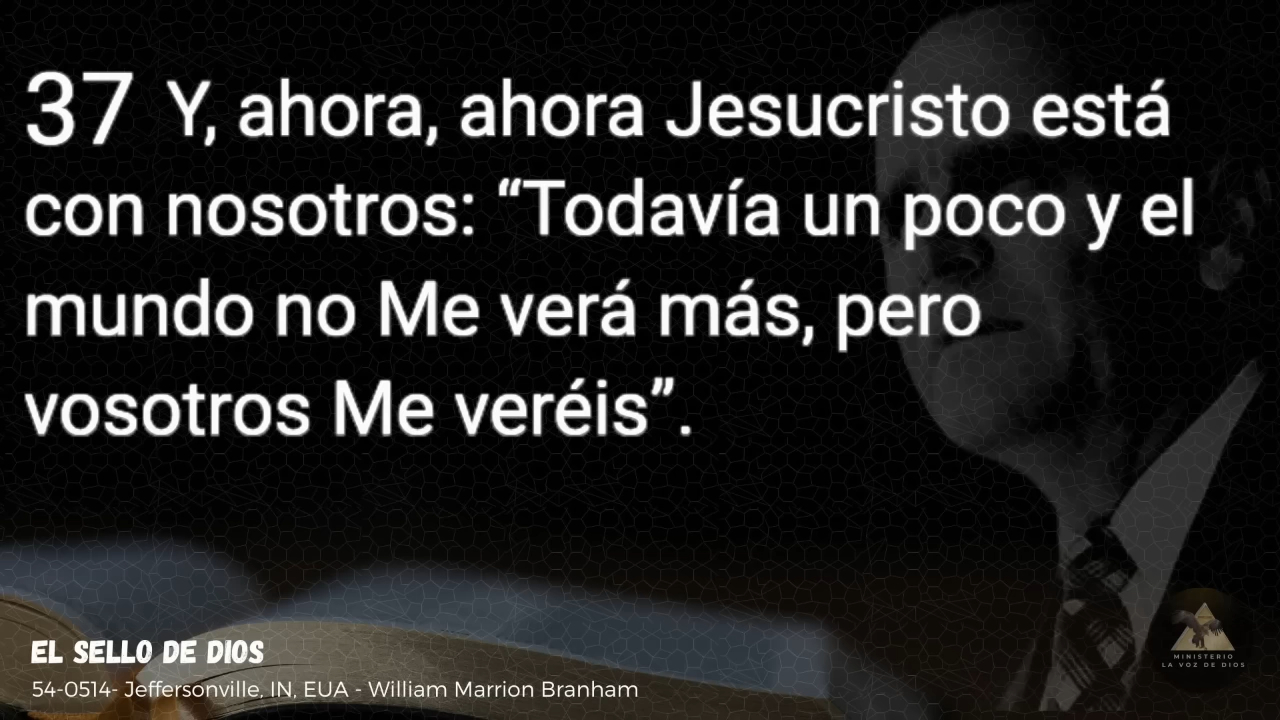 37 Y, ahora, ahora Jesucristo está
con nosotros: “Todavía un poco y el
mundo no Me verá más, pero
vosotros Me veréis”.
EL SELLO DE DIOS
54-0514- Jeffersonville, IN, EUA - William Marrion Branham
MINISTERIO
LA VOZ DE DIOS